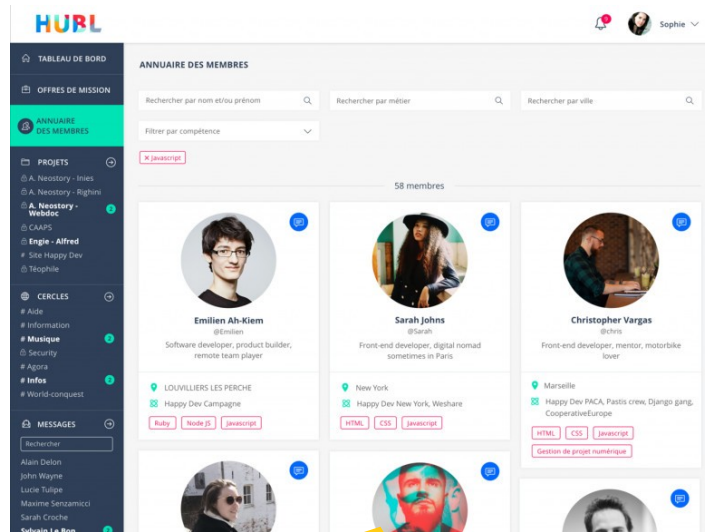 HUBL
9
Sophie
TABLEAU DE BORD
OFFRES DE MISSION
ANNUAIRE
DES MEMBRES
PROJETS
A. Neostory - Inies
A. Neostory - Righini
A. Neostory -
Webdoc
2
CAAPS
Engie - Alfred
# Site Happy Dev
Téophile
CERCLES
# Aide
# Information
# Musique
2
Security
# Agora
# Infos
# World-conquest
MESSAGES
Rechercher
Alain Delon
John Wayne
Lucie Tulipe
Maxime Senzamicci
Sarah Croche
Sylvain Le Bon
ANNUAIRE DES MEMBRES
Rechercher par nom et/ou prénom
Rechercher par métier
Rechercher par ville
Filtrer par compétence
× Javascript
58 membres
Emilien Ah-Kiem
@Emilien
Software developer, product builder,
remote team player
LOUVILLIERS LES PERCHE
Happy Dev Campagne
Ruby
Node JS
Javascript
Sarah Johns
@Sarah
Front-end developer, digital nomad
sometimes in Paris
New York
Happy Dev New York, Weshare
HTML
CSS
Javascript
Christopher Vargas
@chris
Front-end developer, mentor, motorbike
lover
Marseille
Happy Dev PACA, Pastis crew, Django gang,
CooperativeEurope
HTML
CSS
Javascript
Gestion de projet numérique